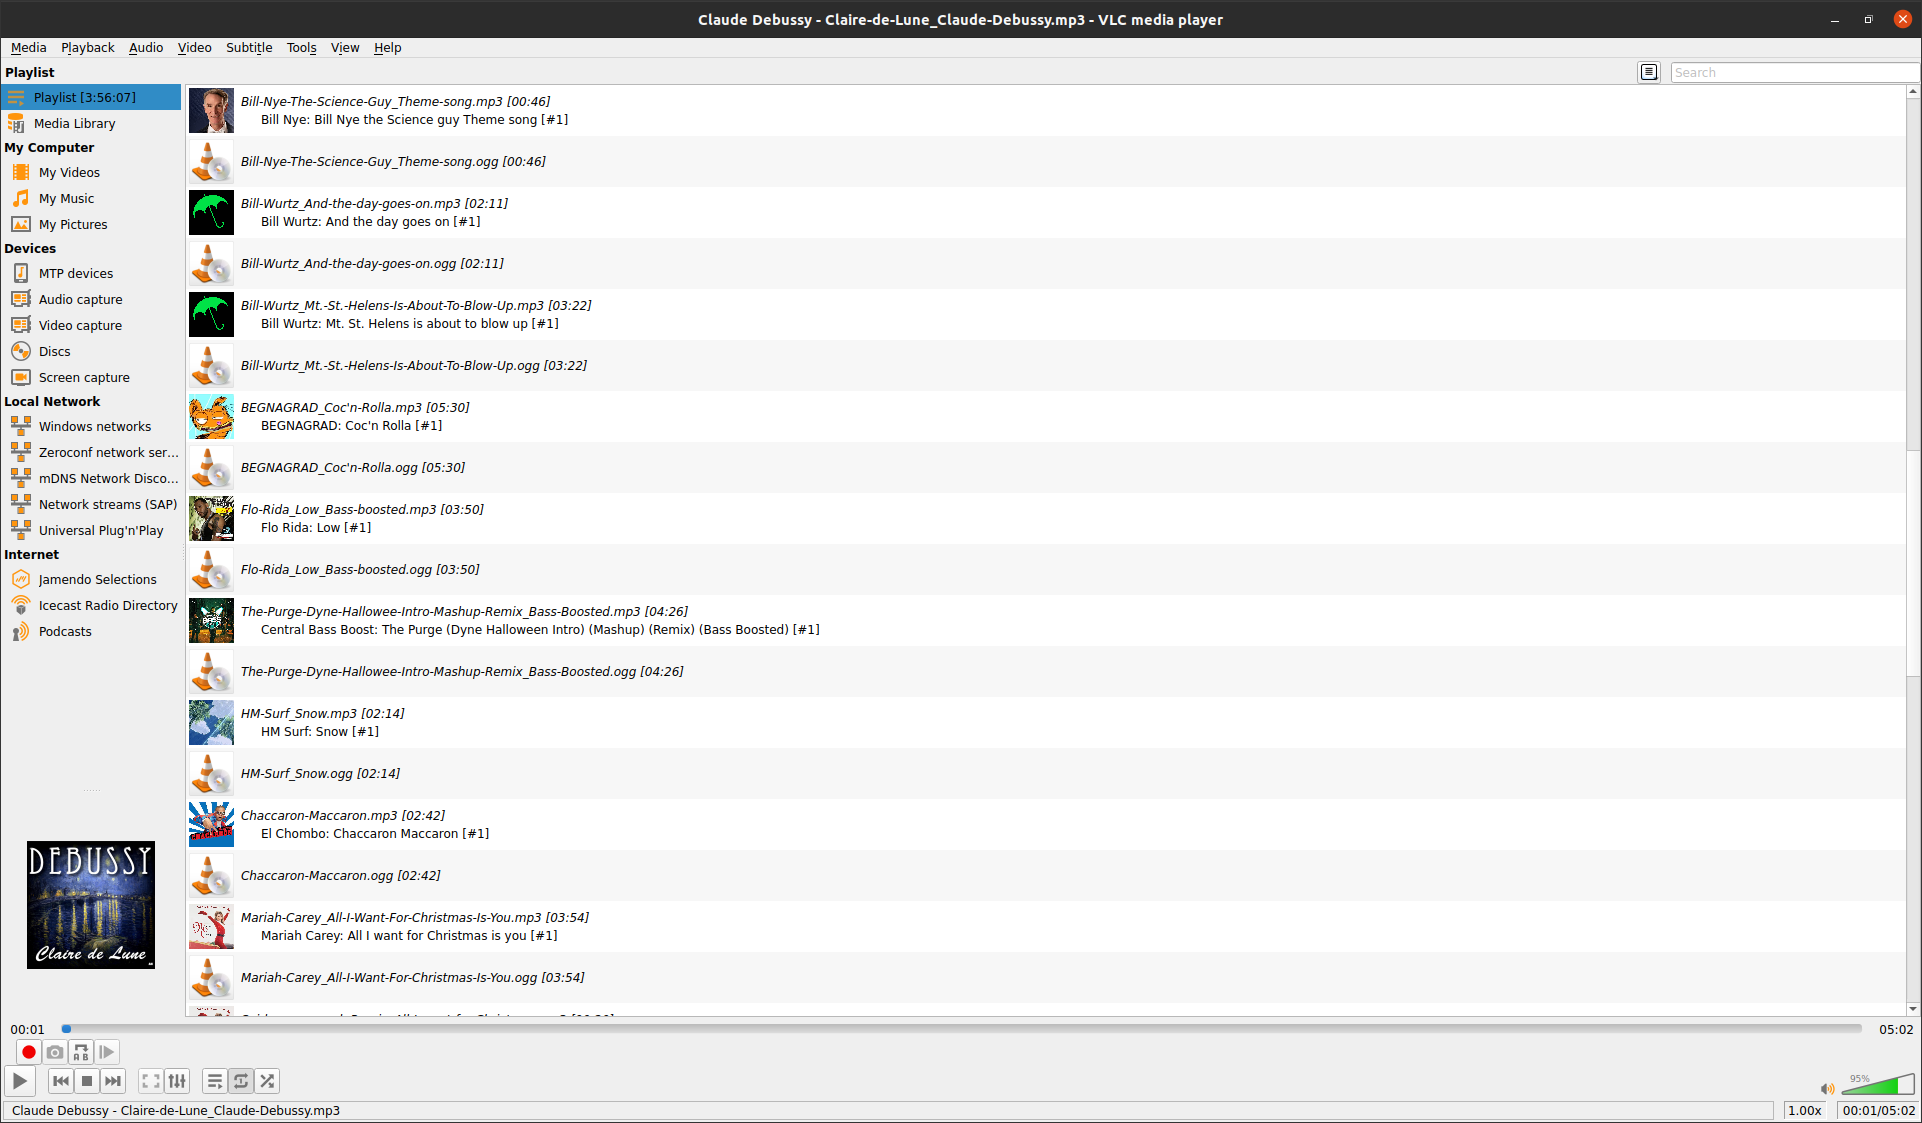 Claude Debussy - Claire-de-Lune_Claude-Debussy.mp3 - VLC media player
Media Playback Audio Video Subtitle Tools View Help
Playlist
Search
Playlist [3:56:07]
Media Library
My Computer
My Videos
My Music
My Pictures
Devices
MTP devices
Audio capture
Video capture
Discs
Screen capture
Local Network
Windows networks
Zeroconf network ser...
mDNS Network Disco...
Network streams (SAP)
Universal Plug'n'Play
Internet
Jamendo Selections
Icecast Radio Directory
Podcasts
DEBUSSY
Claire de Lune
Bill-Nye-The-Science-Guy_Theme-song.mp3 [00:46]
Bill Nye: Bill Nye the Science guy Theme song [#1]
Bill-Nye-The-Science-Guy_Theme-song.ogg [00:46]
Bill-Wurtz_And-the-day-goes-on.mp3 [02:11]
Bill Wurtz: And the day goes on [#1]
Bill-Wurtz_And-the-day-goes-on.ogg [02:11]
Bill-Wurtz_Mt.-St.-Helens-Is-About-To-Blow-Up.mp3 [03:22]
Bill Wurtz: Mt. St. Helens is about to blow up [#1]
Bill-Wurtz_Mt.-St.-Helens-Is-About-To-Blow-Up.ogg [03:22]
BEGNAGRAD_Coc'n-Rolla.mp3 [05:30]
BEGNAGRAD: Coc'n Rolla [#1]
BEGNAGRAD_Coc'n-Rolla.ogg [05:30]
Flo-Rida_Low_Bass-boosted.mp3 [03:50]
Flo Rida: Low [#1]
Flo-Rida_Low_Bass-boosted.ogg [03:50]
The-Purge-Dyne-Hallowee-Intro-Mashup-Remix_Bass-Boosted.mp3 [04:26]
Central Bass Boost: The Purge (Dyne Halloween Intro) (Mashup) (Remix) (Bass Boosted) [#1]
The-Purge-Dyne-Hallowee-Intro-Mashup-Remix_Bass-Boosted.ogg [04:26]
HM-Surf_Snow.mp3 [02:14]
HM Surf: Snow [#1]
HM-Surf_Snow.ogg [02:14]
Chaccaron-Maccaron.mp3 [02:42]
El Chombo: Chaccaron Maccaron [#1]
Chaccaron-Maccaron.ogg [02:42]
Mariah-Carey_All-I-Want-For-Christmas-Is-You.mp3 [03:54]
Mariah Carey: All I want for Christmas is you [#1]
Mariah-Carey_All-I-Want-For-Christmas-Is-You.ogg [03:54]
00:01
05:02
A B
95%
Claude Debussy - Claire-de-Lune_Claude-Debussy.mp3
1.00x
00:01/05:02